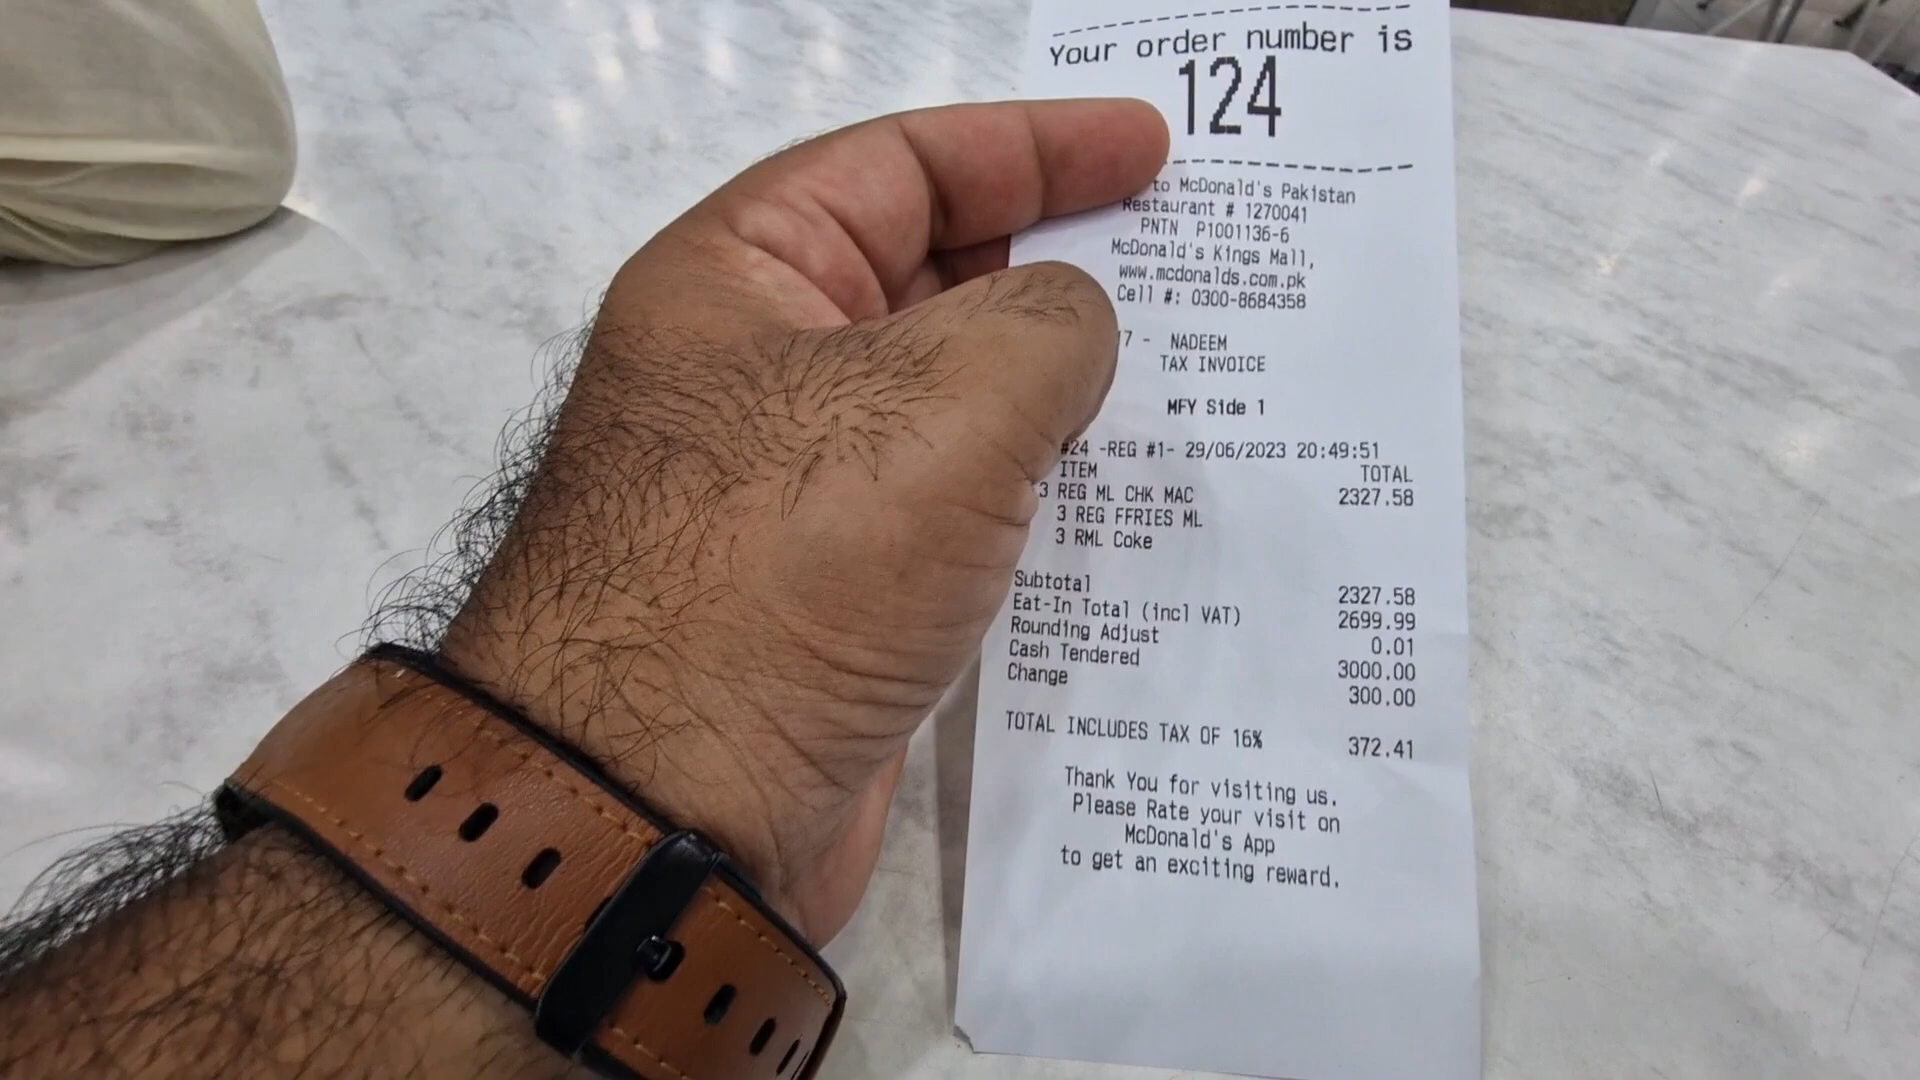 Your order number is
124
to McDonald's Pakistan
Restaurant # 1270041
PNTN P1001136-6
McDonald's Kings Mall,
www.mcdonalds.com.pk
Cell #: 0300-8684358
7 - NADEEM
TAX INVOICE
MFY Side 1
#24 -REG #1- 29/06/2023 20:49:51
ITEM TOTAL
3 REG ML CHK MAC 2327.58
3 REG FFRIES ML
3 RML Coke
Subtotal 2327.58
Eat-In Total (incl VAT) 2699.99
Rounding Adjust 0.01
Cash Tendered 3000.00
Change 300.00
TOTAL INCLUDES TAX OF 16% 372.41
Thank You for visiting us.
Please Rate your visit on
McDonald's App
to get an exciting reward.